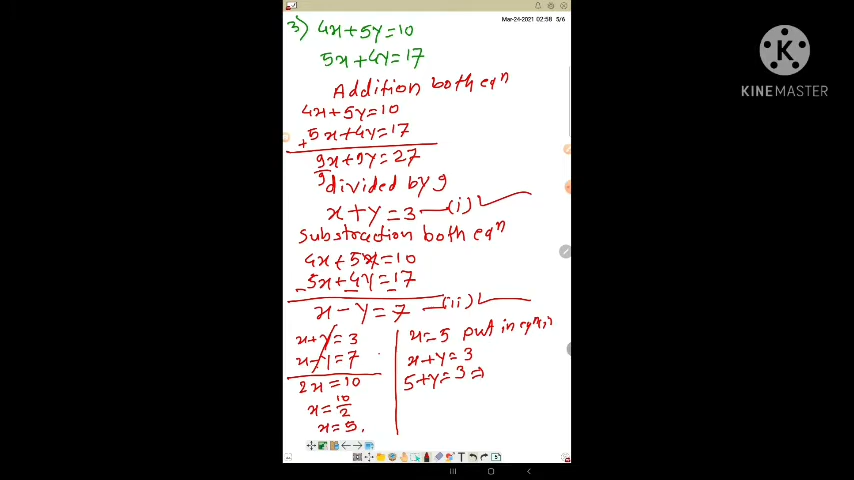 Mar-24-2021 02:58 5/6
K
KINEMASTER
3) 4x+5y=10
5x+4y=17
Addition both eqⁿ
4x+5y=10
+5x+4y=17
9x+9y=27
9
divided by 9
x+y=3 —(i)
Substraction both eqⁿ
4x+5y=10
-5x+4y=17
x-y=7 —(ii)
x+y=3
x-y=7
2x=10
x=10/2
x=5.
x=5 put in eqⁿ
x+y=3
5+y=3⇒
T